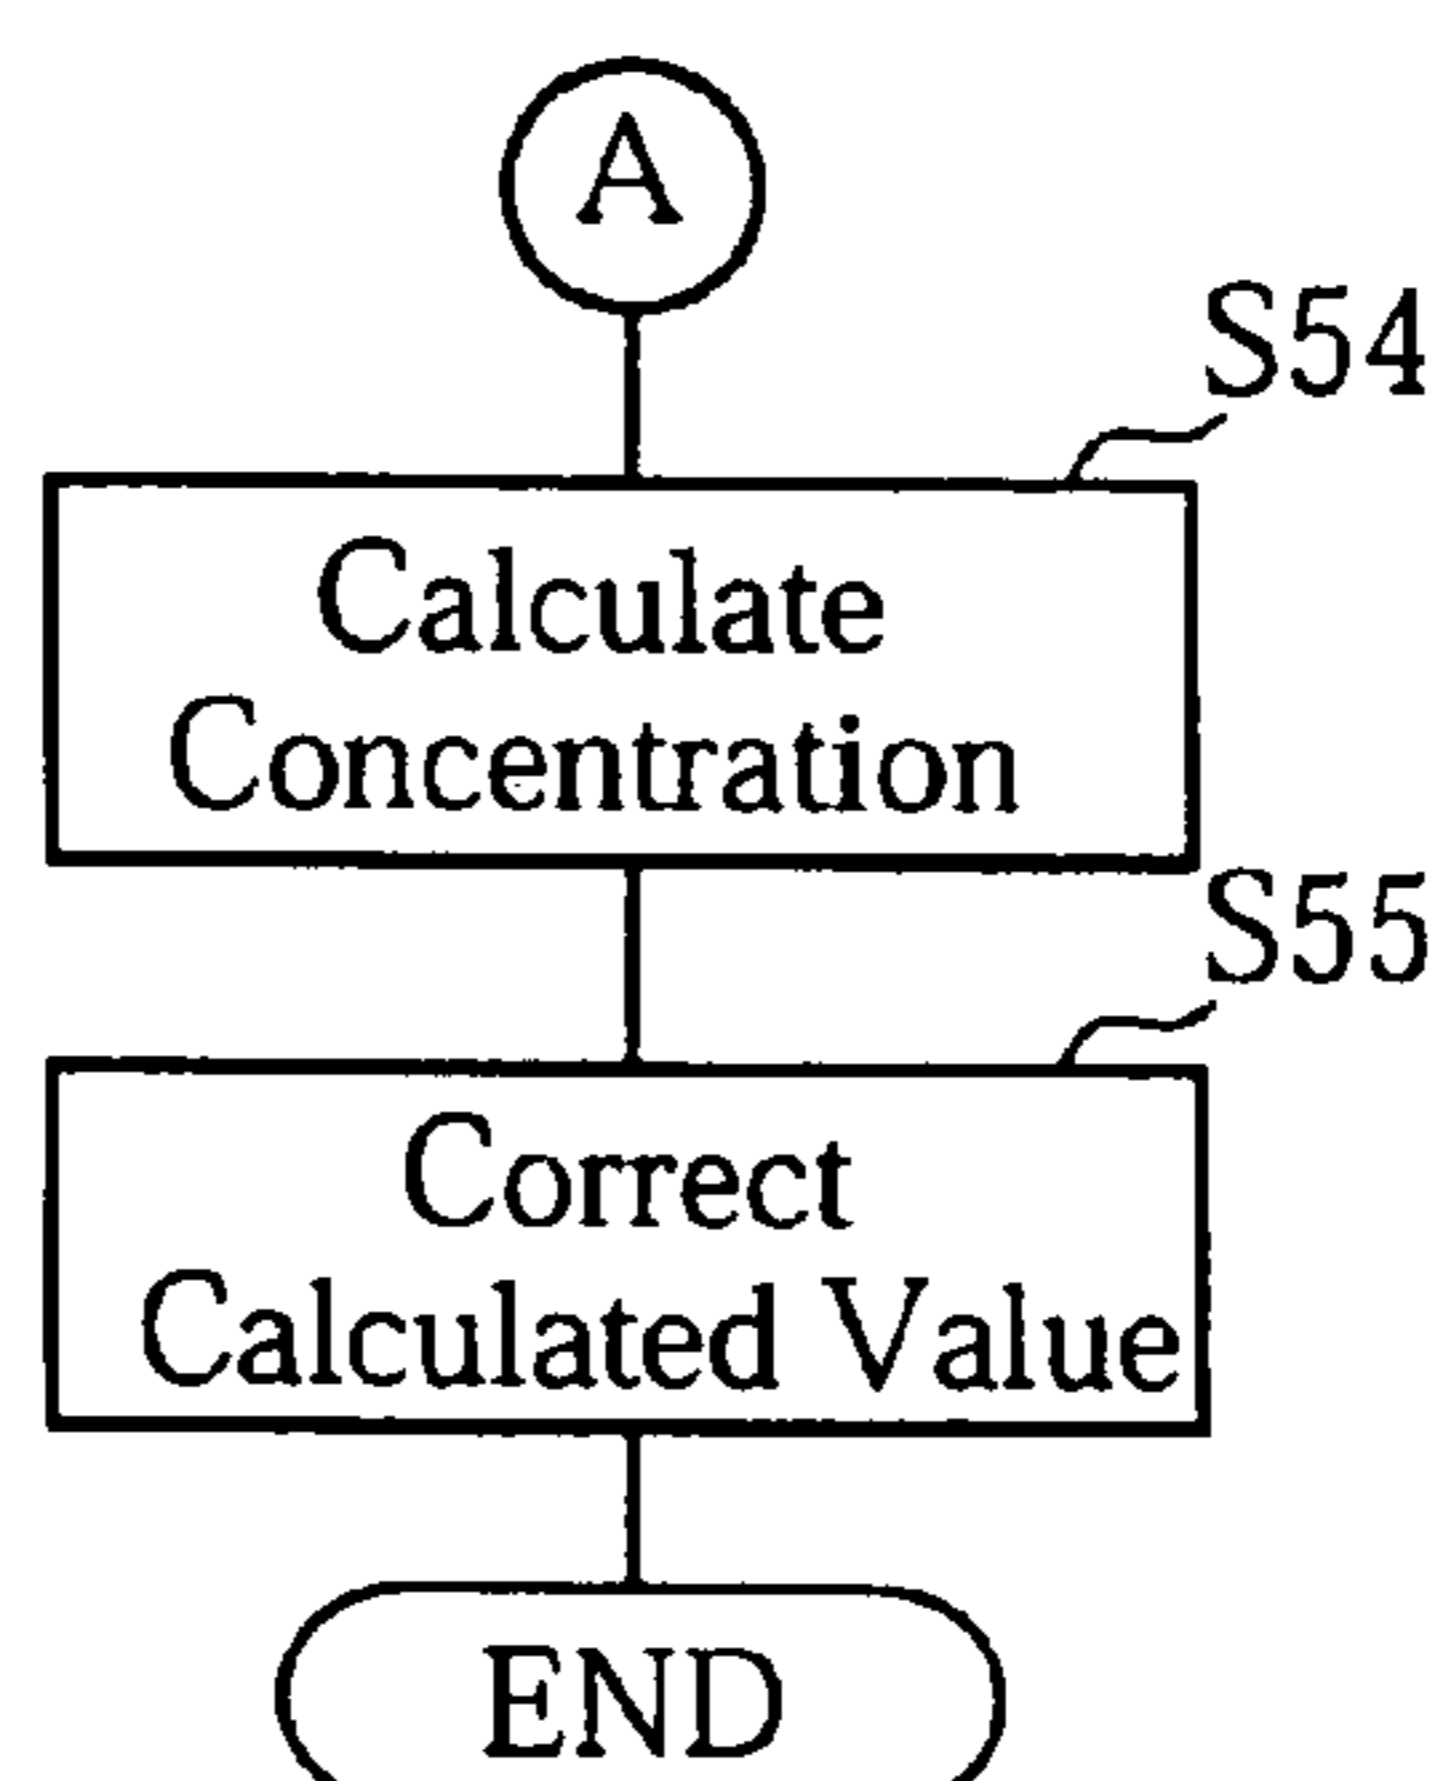 A
S54
Calculate
Concentration
S55
Correct
Calculated Value
END